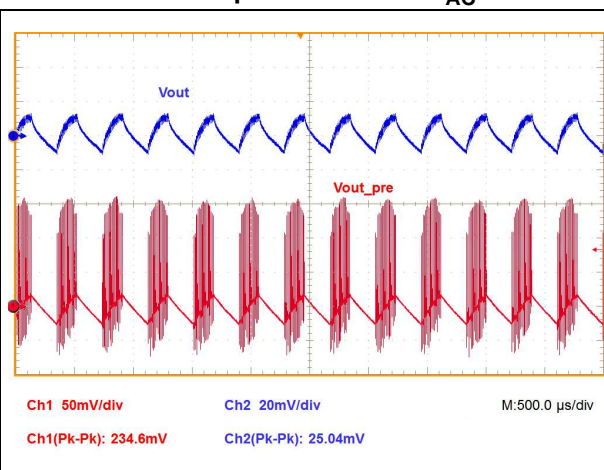 AC
Vout
Vout_pre
Ch1 50mV/div Ch2 20mV/div M:500.0 µs/div
Ch1(Pk-Pk): 234.6mV Ch2(Pk-Pk): 25.04mV